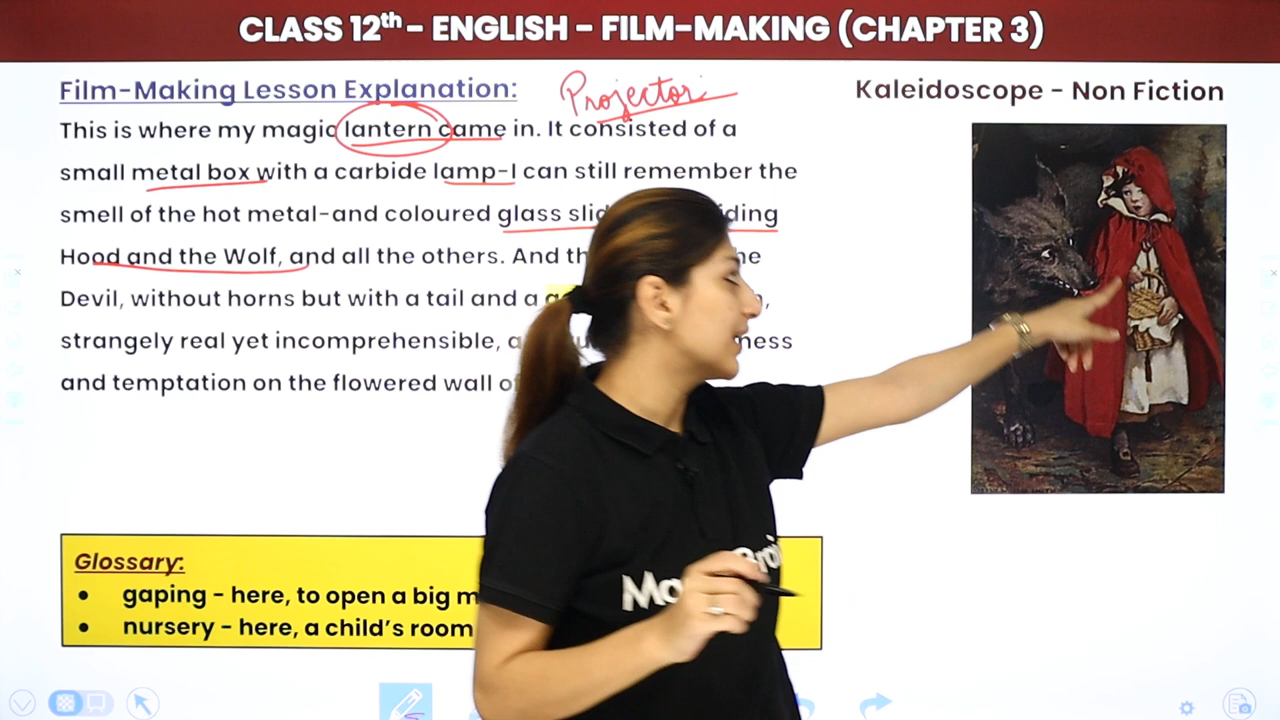 CLASS 12th - ENGLISH - FILM-MAKING (CHAPTER 3)
Film-Making Lesson Explanation:
Projector
Kaleidoscope - Non Fiction
This is where my magic lantern came in. It consisted of a
small metal box with a carbide lamp-I can still remember the
smell of the hot metal-and coloured glass
Hood and the Wolf, and all the others. And
Devil, without horns but with a tail and a
strangely real yet incomprehensible, a
and temptation on the flowered wall of
Glossary:
• gaping - here, to open a big
• nursery - here, a child's room